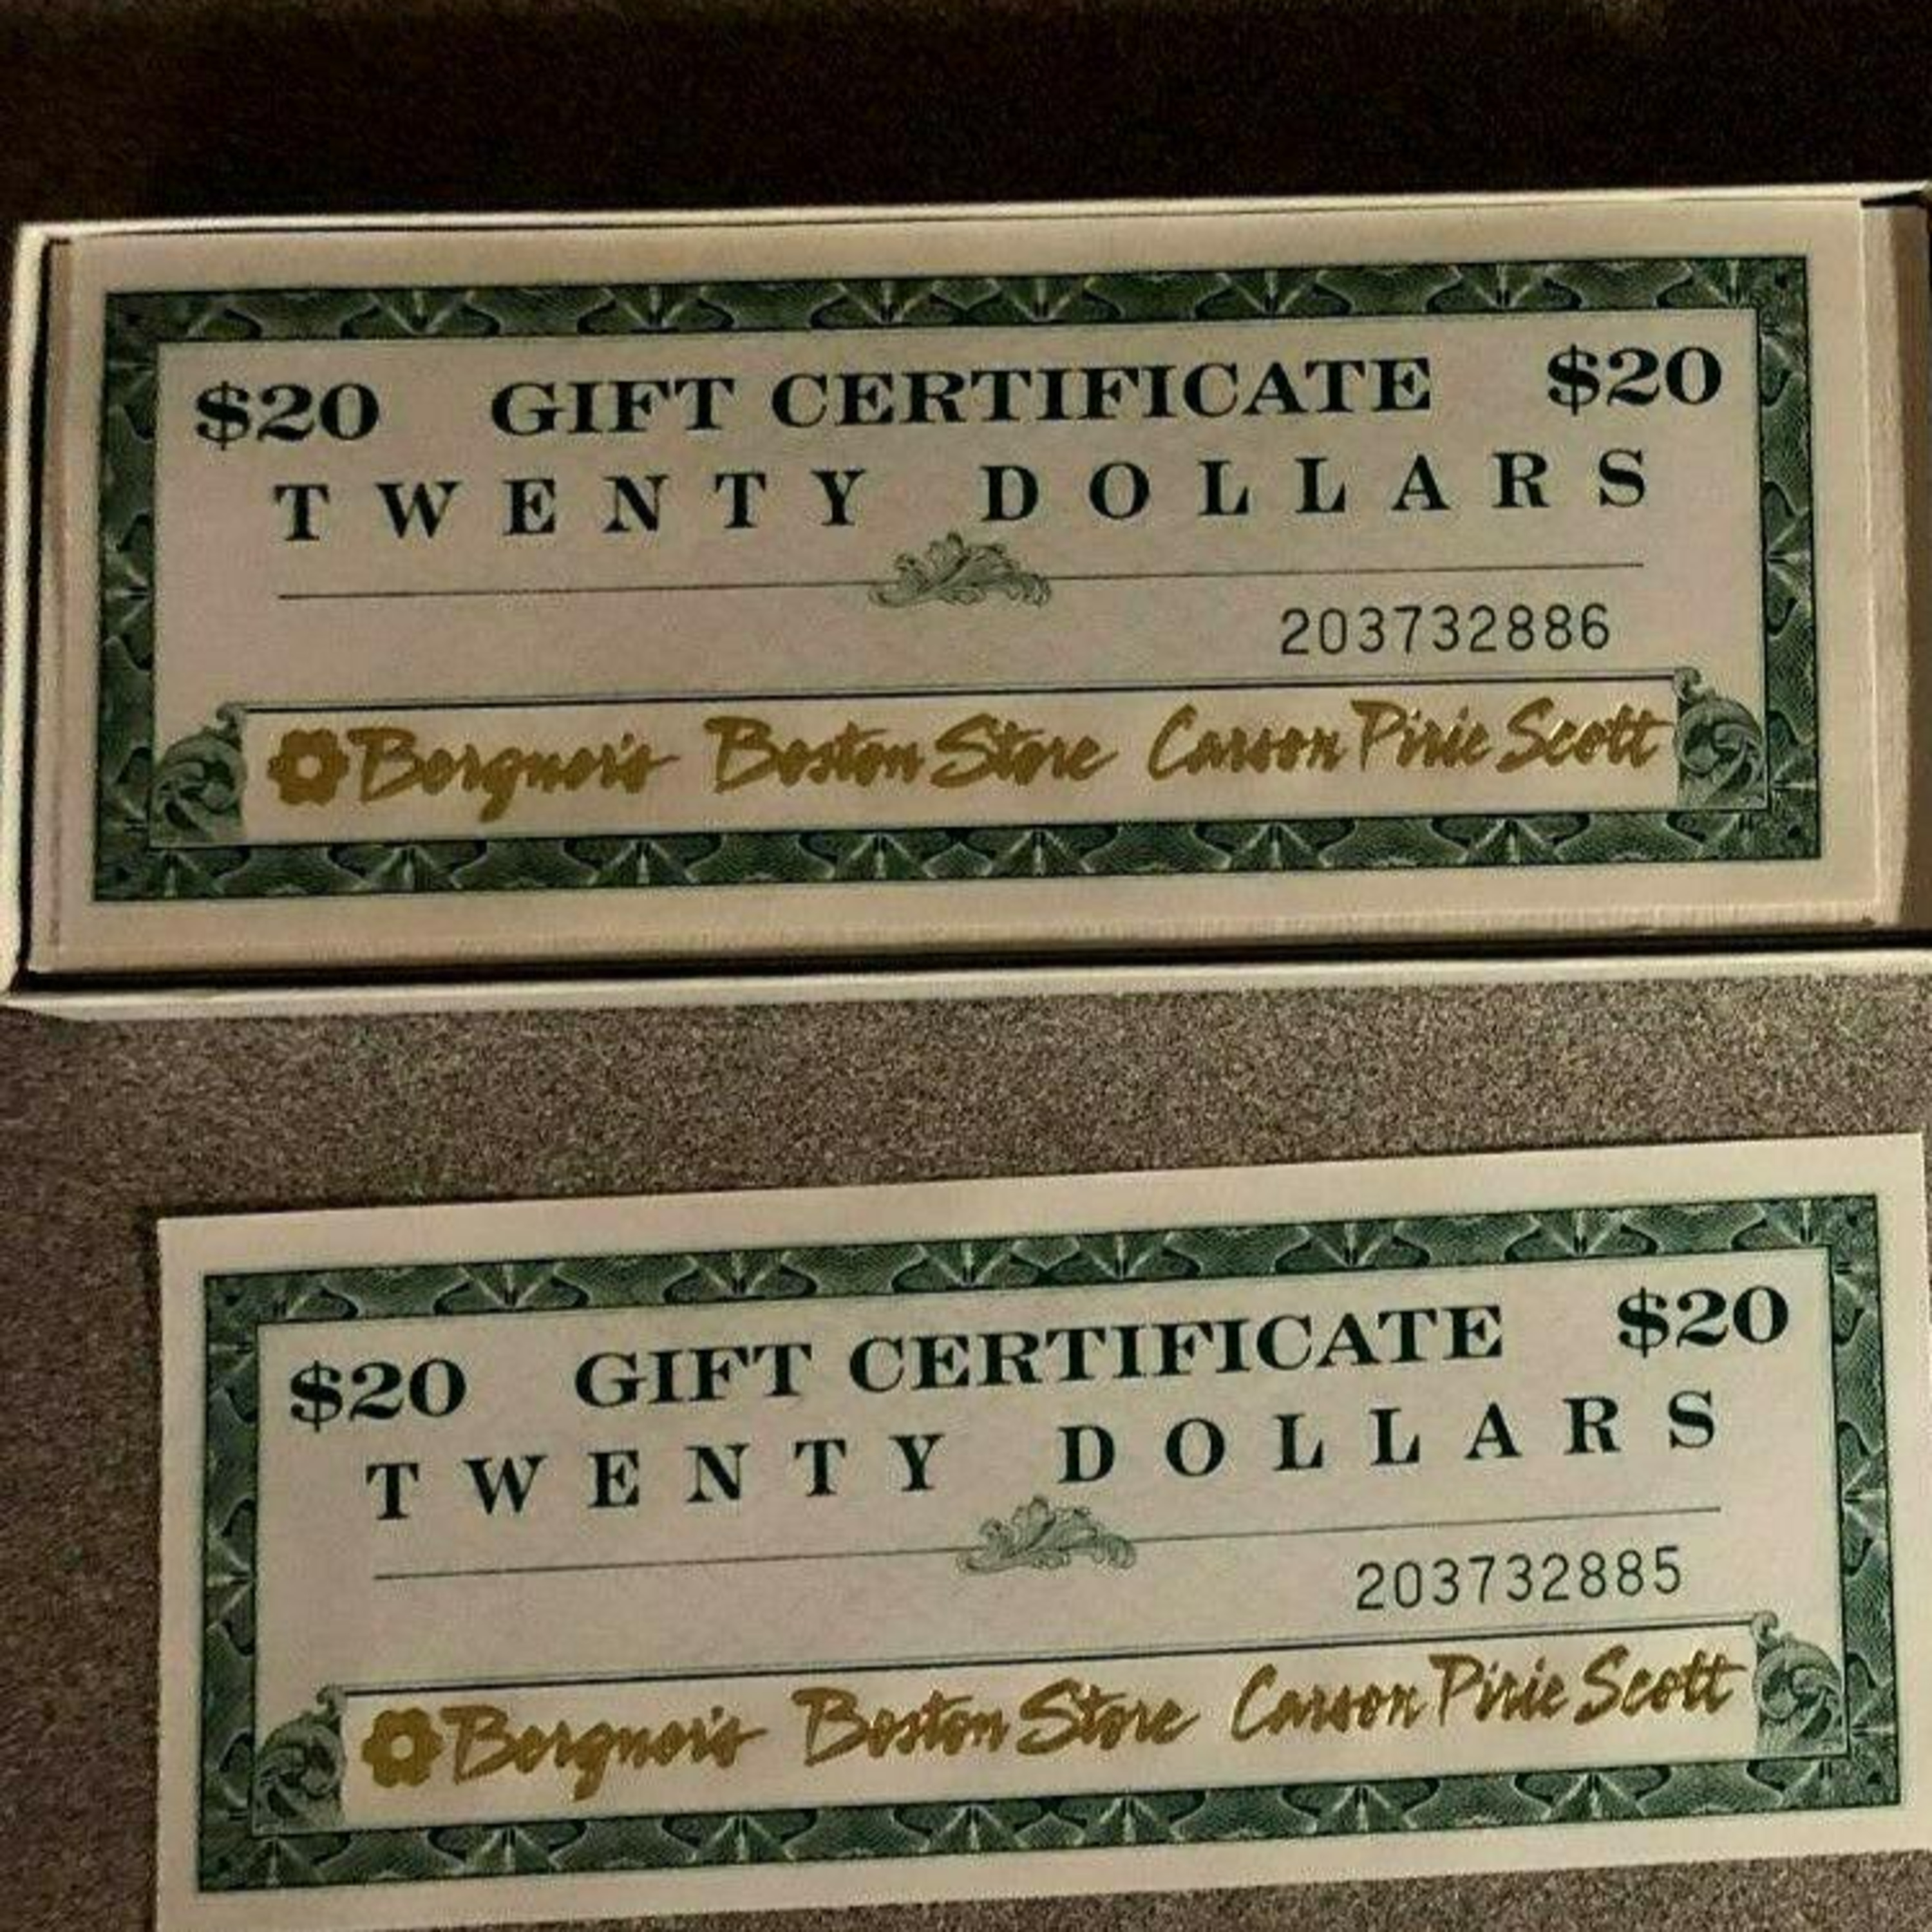 $20 GIFT CERTIFICATE $20
TWENTY DOLLARS
203732886
Bergner's Boston Store Carson Pirie Scott
$20 GIFT CERTIFICATE $20
TWENTY DOLLARS
203732885
Bergner's Boston Store Carson Pirie Scott